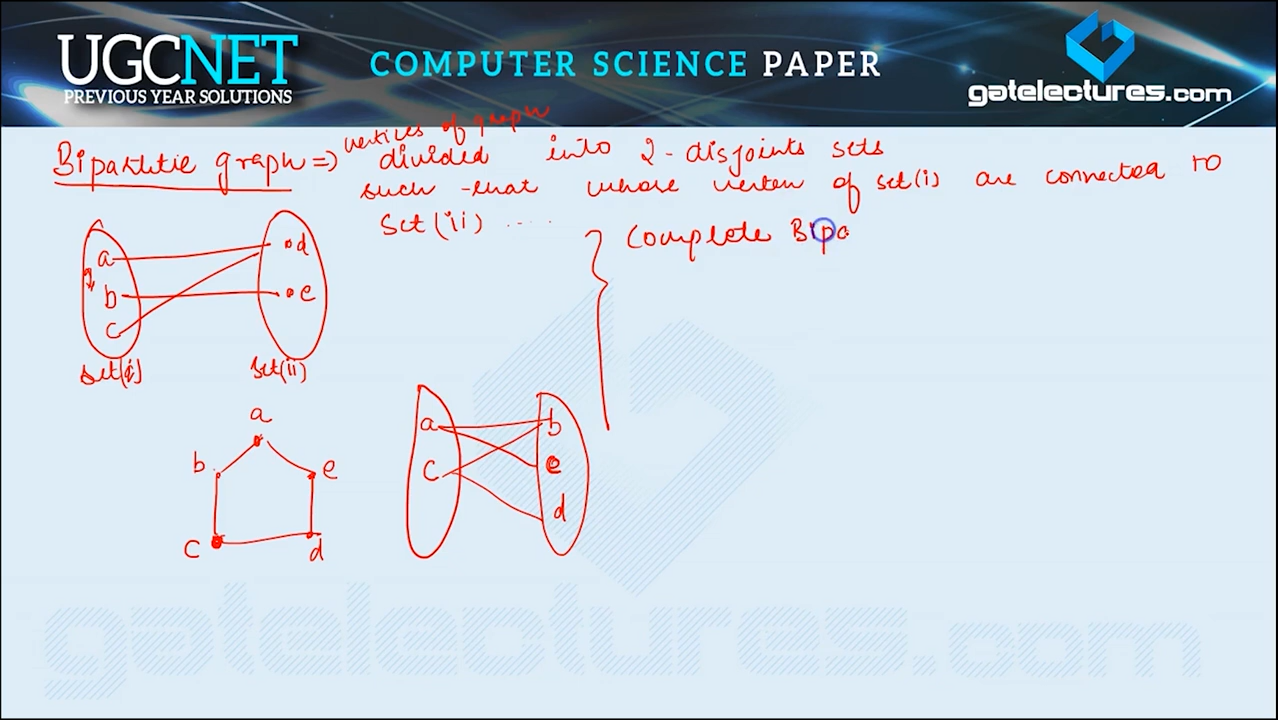 UGCNET
PREVIOUS YEAR SOLUTIONS
COMPUTER SCIENCE PAPER
gatelectures.com
vertices of graph
Bipartitie graph => divided into 2-disjoints sets
such that whose vertex of set(i) are connected to
set(ii) ....
Complete Bipa
a
b
c
d
e
set(i)
set(ii)
a
b
e
c
d
a
c
b
e
d
gatelectures.com